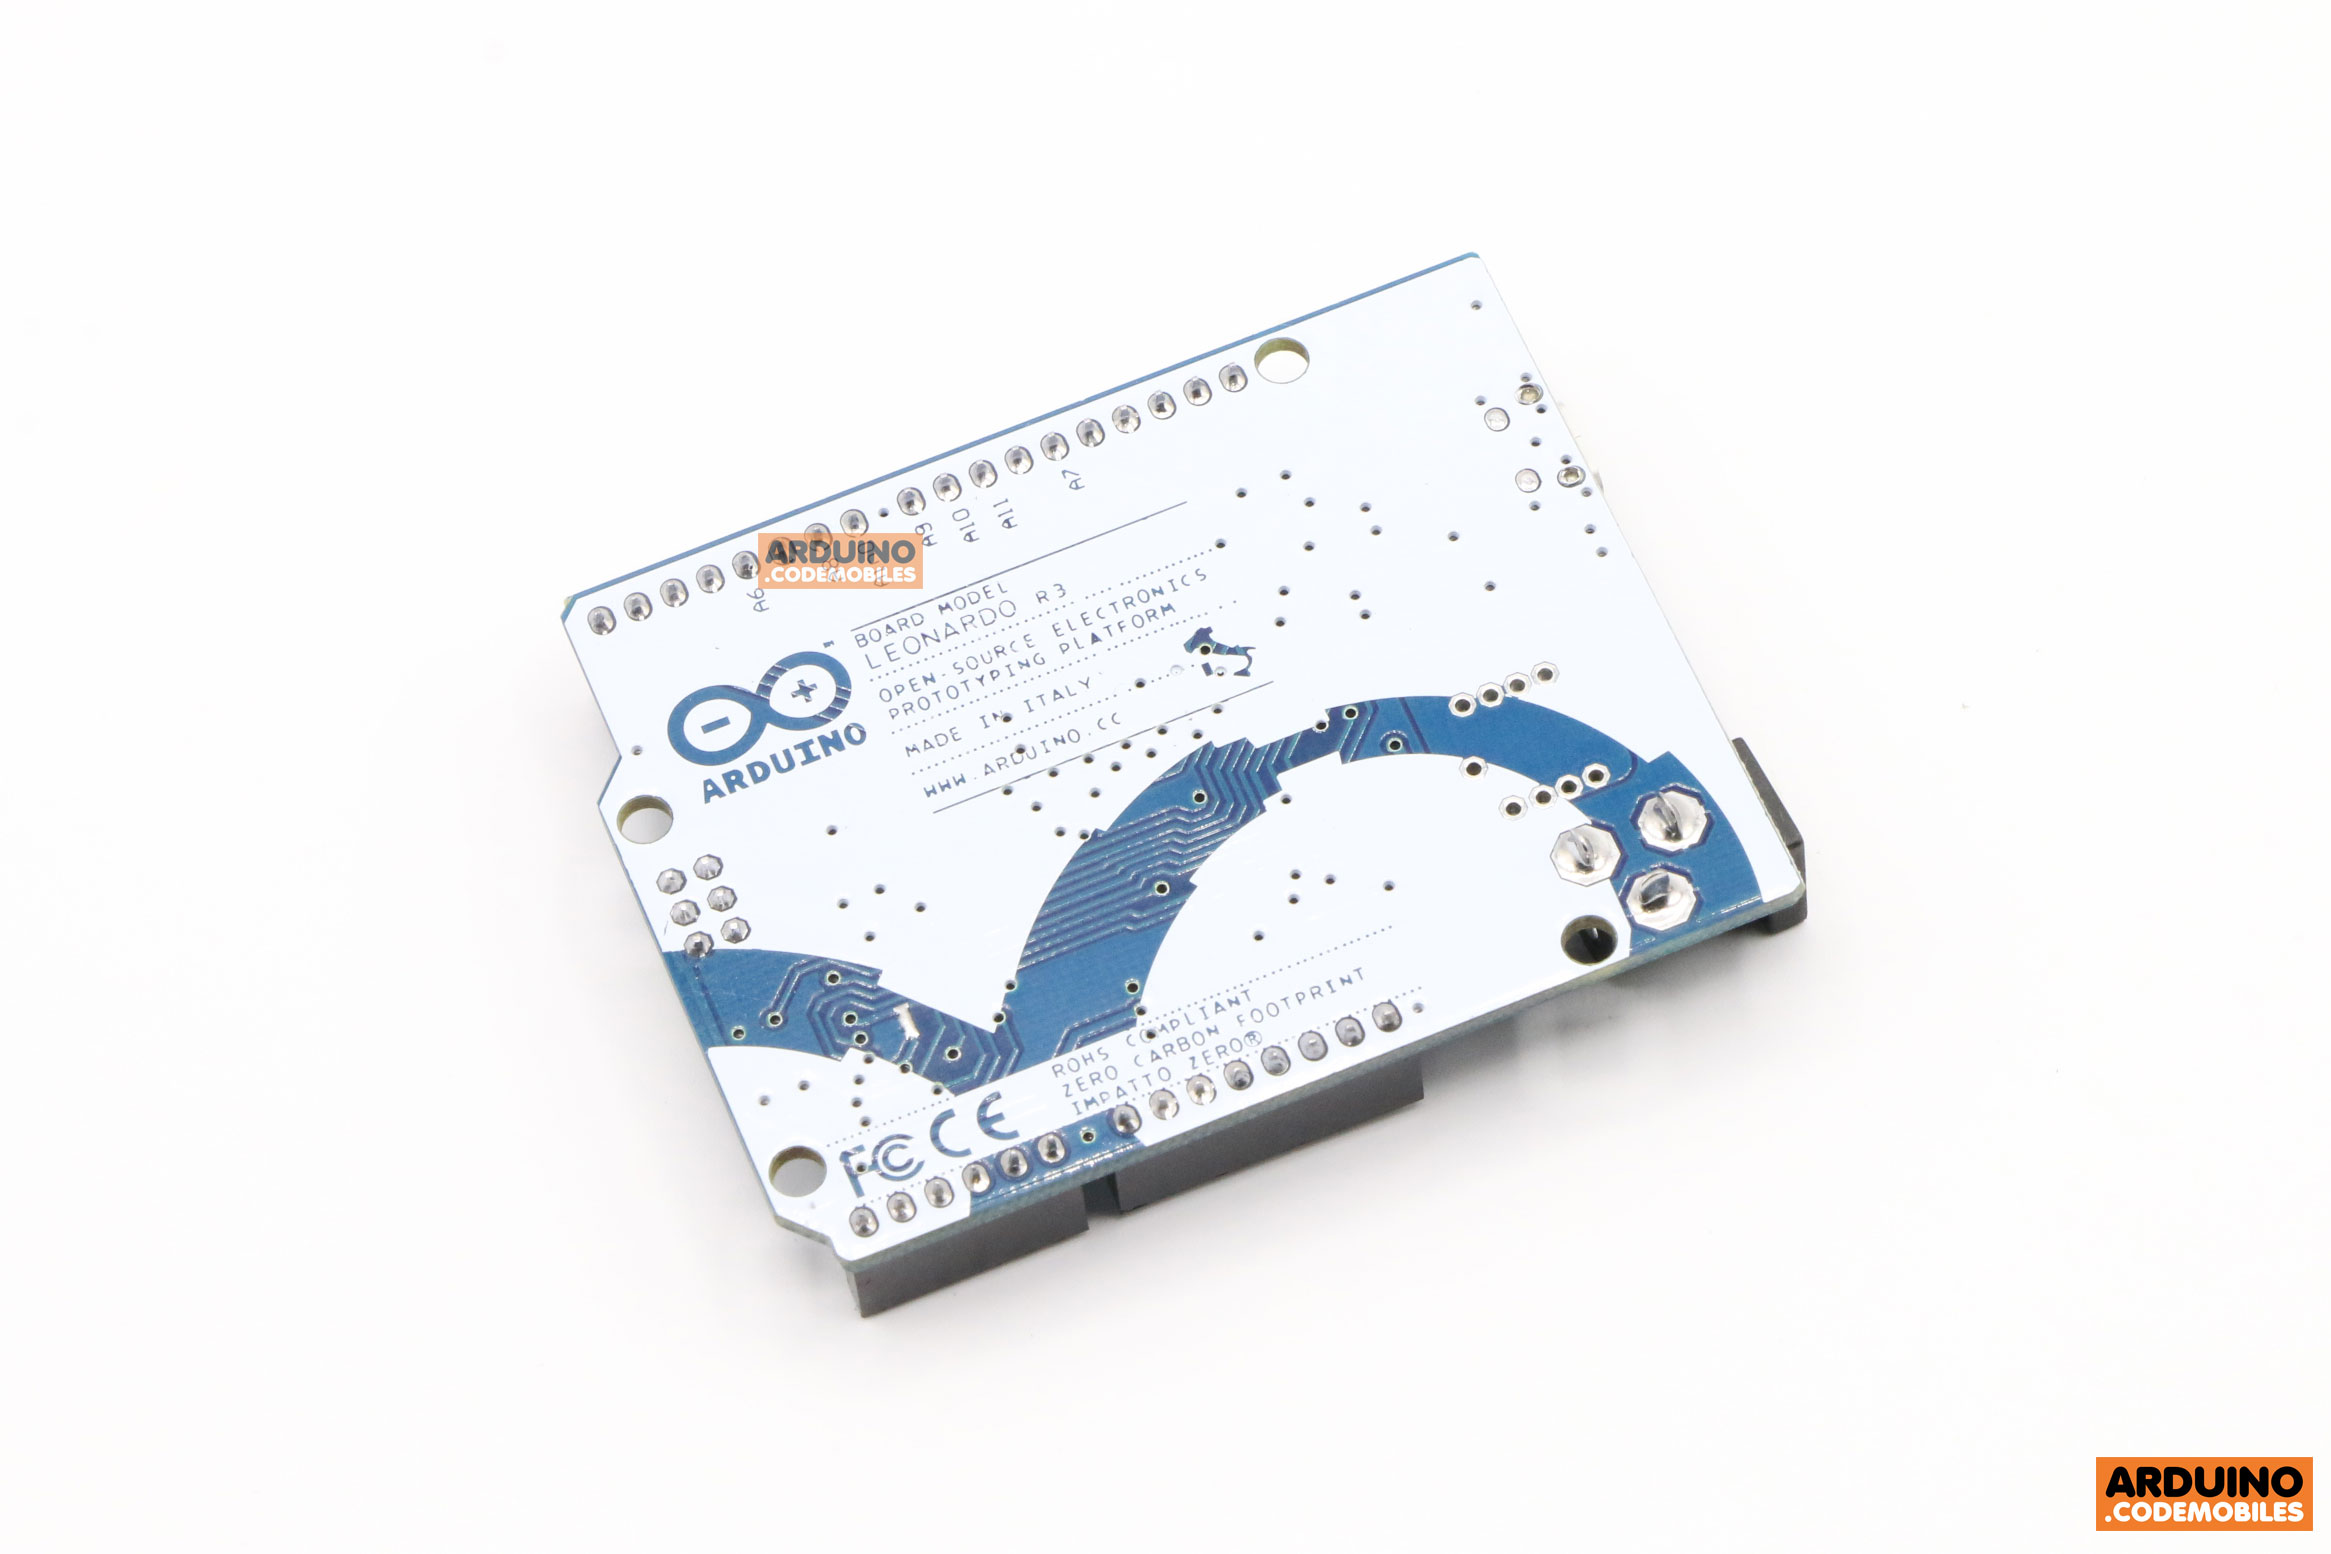 A7
A11
A10
A9
A6
ARDUINO
.CODEMOBILES
BOARD MODEL
LEONARDO R3
OPEN-SOURCE ELECTRONICS
PROTOTYPING PLATFORM
MADE IN ITALY
WWW.ARDUINO.CC
ARDUINO
ROHS COMPLIANT
ZERO CARBON FOOTPRINT
IMPATTO ZERO®
FC CE
ARDUINO
.CODEMOBILES